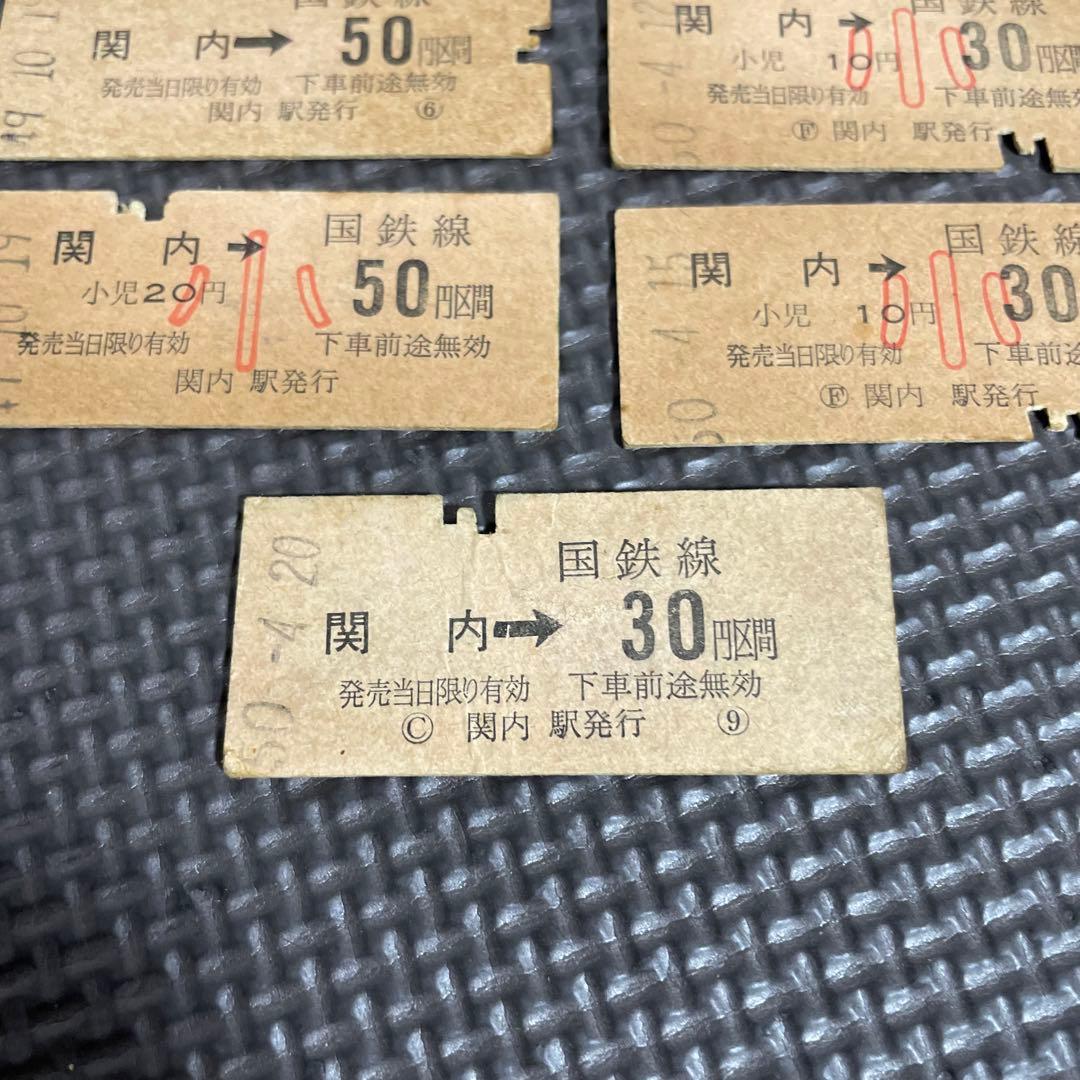 49.10.19
関内→50円区間
発売当日限り有効 下車前途無効
関内 駅発行 ⑥
国鉄線
関内→30円区間
小児 10円 小
発売当日限り有効 下車前途無効
Ⓕ 関内 駅発行
国鉄線
関内→50円区間
小児20円 小
発売当日限り有効 下車前途無効
関内 駅発行
50.-4.15
国鉄線
関内→30
小児 10円 小
発売当日限り有効 下車前途
Ⓕ 関内 駅発行
50.-4.20
国鉄線
関内→30円区間
発売当日限り有効 下車前途無効
Ⓒ 関内 駅発行 ⑨